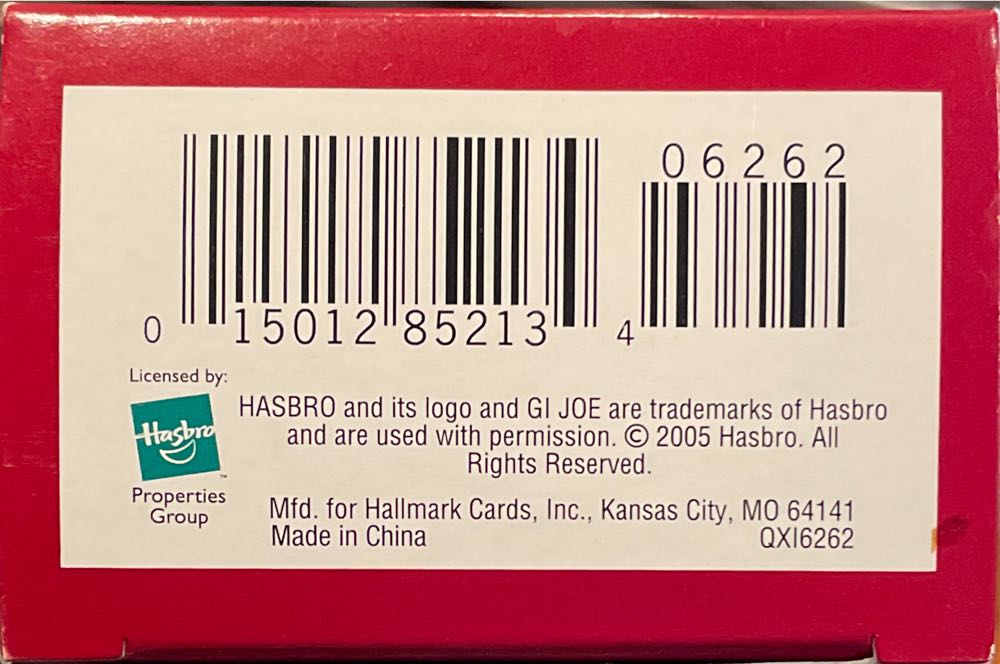 06262
0 15012 85213 4
Licensed by:
Hasbro
™
Properties
Group
HASBRO and its logo and GI JOE are trademarks of Hasbro
and are used with permission. © 2005 Hasbro. All
Rights Reserved.
Mfd. for Hallmark Cards, Inc., Kansas City, MO 64141
Made in China QXI6262